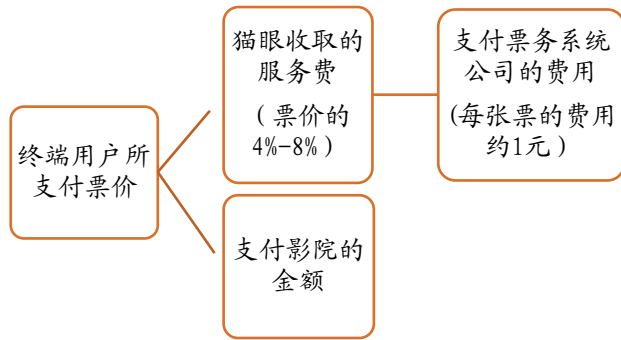 终端用户所
支付票价
猫眼收取的
服务费
（票价的
4%-8%）
支付票务系统
公司的费用
(每张票的费用
约1元）
支付影院的
金额